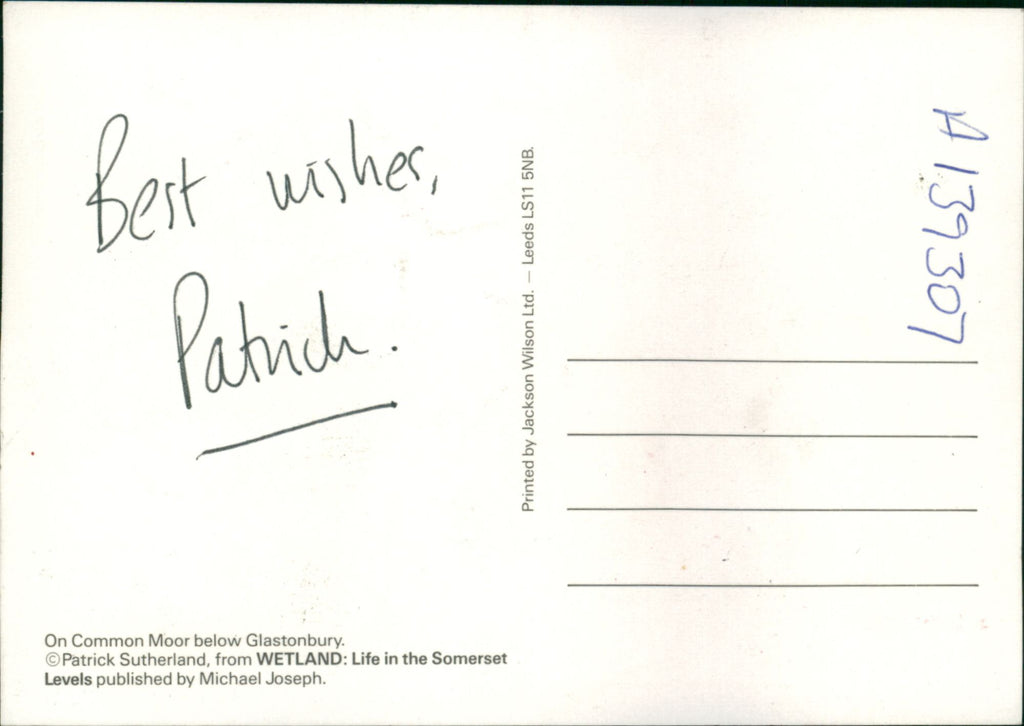 Best wishes,
Patrick.
On Common Moor below Glastonbury.
©Patrick Sutherland, from WETLAND: Life in the Somerset
Levels published by Michael Joseph.
Printed by Jackson Wilson Ltd. — Leeds LS11 5NB.
A139307